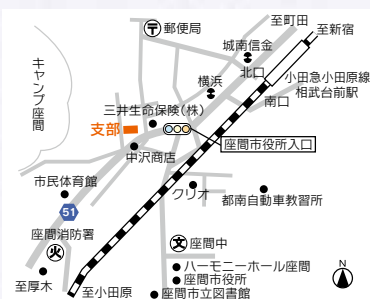 至町田
至新宿
〒郵便局
城南信金
北口
横浜
小田急小田原線
相武台前駅
南口
キャンプ座間
三井生命保険(株)
支部
座間市役所入口
中沢商店
市民体育館
クリオ
都南自動車教習所
51
座間消防署
火
文 座間中
ハーモニーホール座間
座間市役所
座間市立図書館
至厚木
至小田原
N